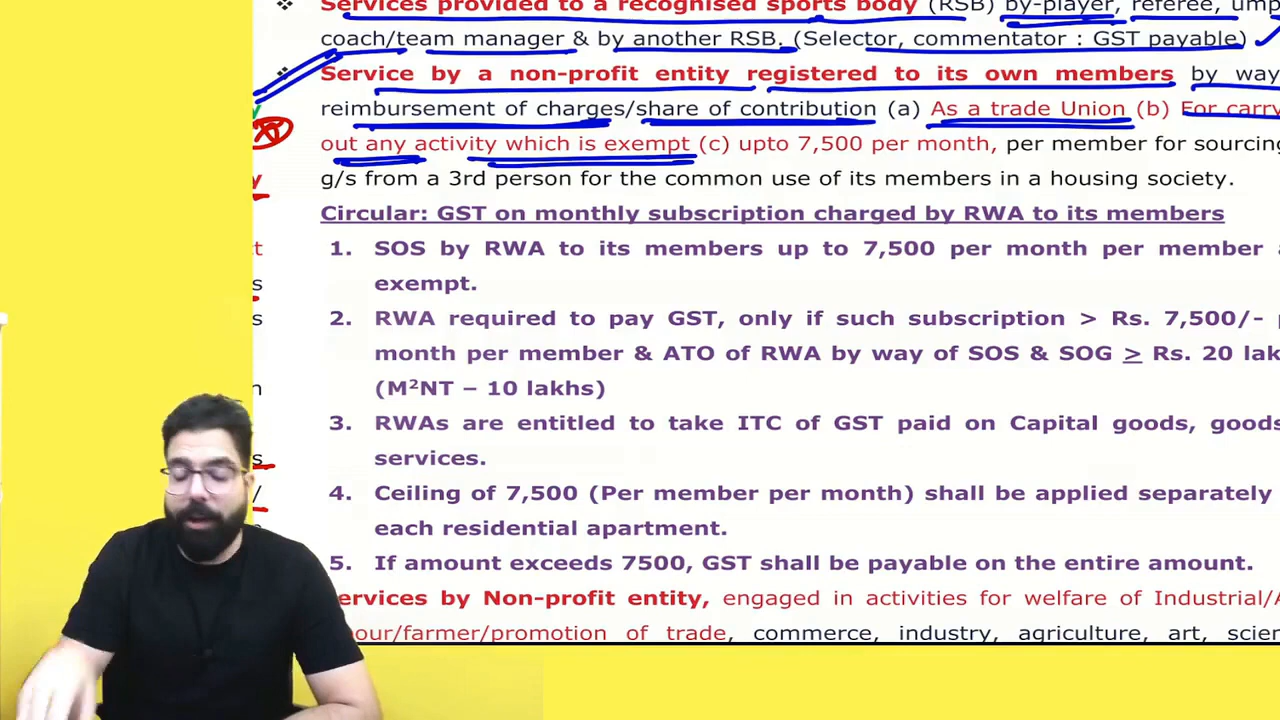 Services provided to a recognised sports body (RSB) by-player, referee, ump
coach/team manager & by another RSB. (Selector, commentator : GST payable)
Service by a non-profit entity registered to its own members by way
reimbursement of charges/share of contribution (a) As a trade Union (b) For carry
out any activity which is exempt (c) upto 7,500 per month, per member for sourcing
g/s from a 3rd person for the common use of its members in a housing society.
Circular: GST on monthly subscription charged by RWA to its members
1. SOS by RWA to its members up to 7,500 per month per member
exempt.
2. RWA required to pay GST, only if such subscription > Rs. 7,500/-
month per member & ATO of RWA by way of SOS & SOG ≥ Rs. 20 lak
(M²NT – 10 lakhs)
3. RWAs are entitled to take ITC of GST paid on Capital goods, goods
services.
4. Ceiling of 7,500 (Per member per month) shall be applied separately
each residential apartment.
5. If amount exceeds 7500, GST shall be payable on the entire amount.
ervices by Non-profit entity, engaged in activities for welfare of Industrial/A
our/farmer/promotion of trade, commerce, industry, agriculture, art, scien